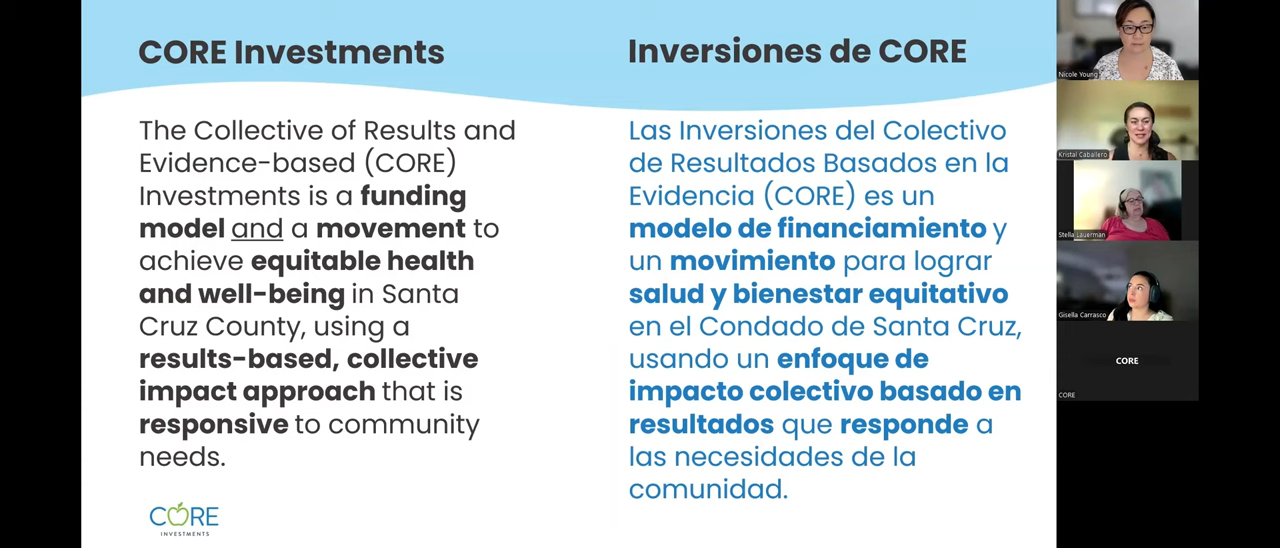 CORE Investments
The Collective of Results and
Evidence-based (CORE)
Investments is a funding
model and a movement to
achieve equitable health
and well-being in Santa
Cruz County, using a
results-based, collective
impact approach that is
responsive to community
needs.
CORE
INVESTMENTS
Inversiones de CORE
Las Inversiones del Colectivo
de Resultados Basados en la
Evidencia (CORE) es un
modelo de financiamiento y
un movimiento para lograr
salud y bienestar equitativo
en el Condado de Santa Cruz,
usando un enfoque de
impacto colectivo basado en
resultados que responde a
las necesidades de la
comunidad.
Nicole Young
Kristal Caballero
Stella Lauerman
Gisella Carrasco
CORE
CORE